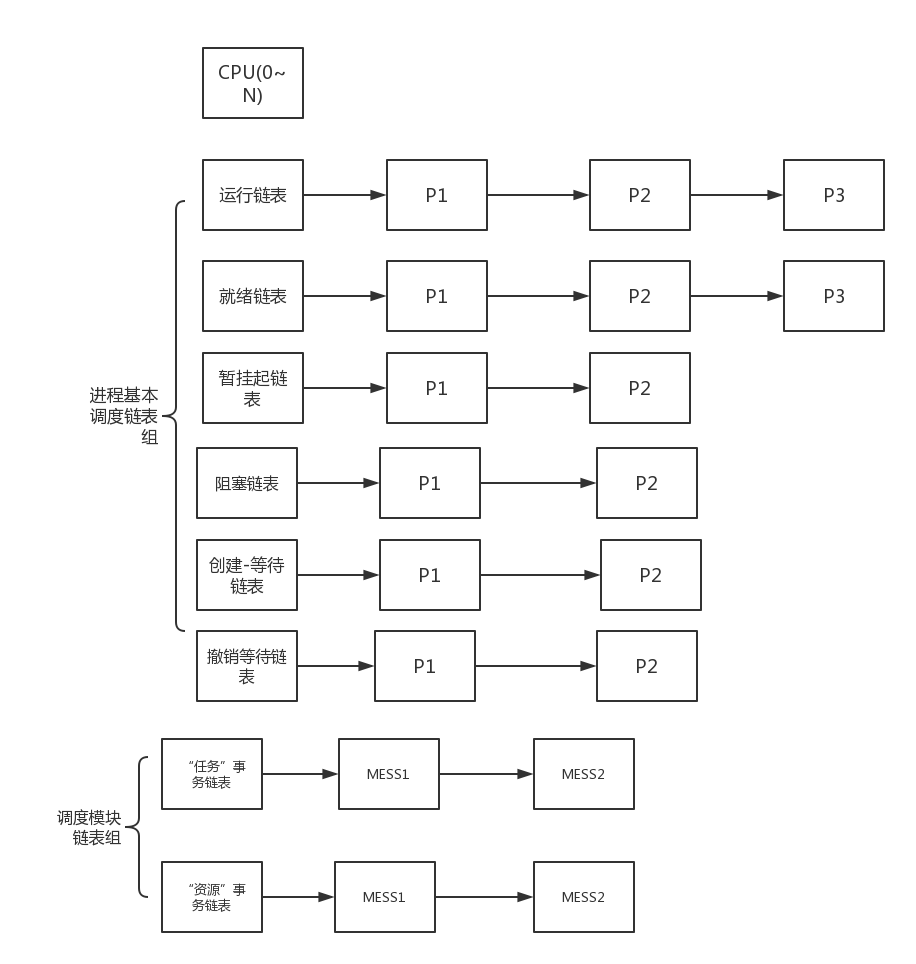 CPU(0~
N)
运行链表
P1
P2
P3
就绪链表
P1
P2
P3
暂挂起链
表
P1
P2
进程基本
调度链表
组
阻塞链表
P1
P2
创建-等待
链表
P1
P2
撤销等待链
表
P1
P2
“任务”事
务链表
MESS1
MESS2
调度模块
链表组
“资源”事
务链表
MESS1
MESS2